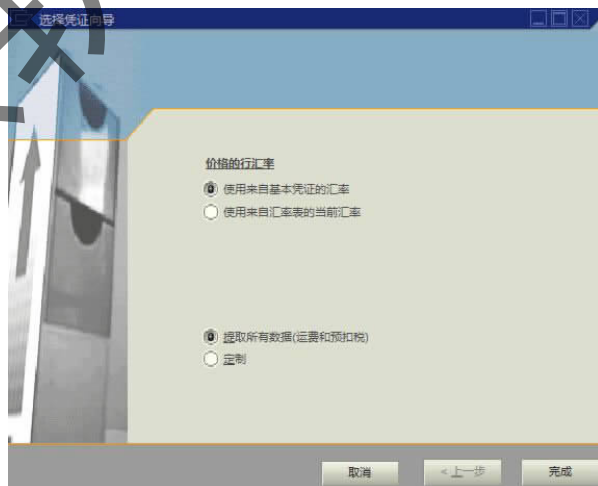 选择凭证向导
价格的行汇率
使用来自基本凭证的汇率
使用来自汇率表的当前汇率
提取所有数据(运费和预扣税)
定制
取消
<上一步
完成